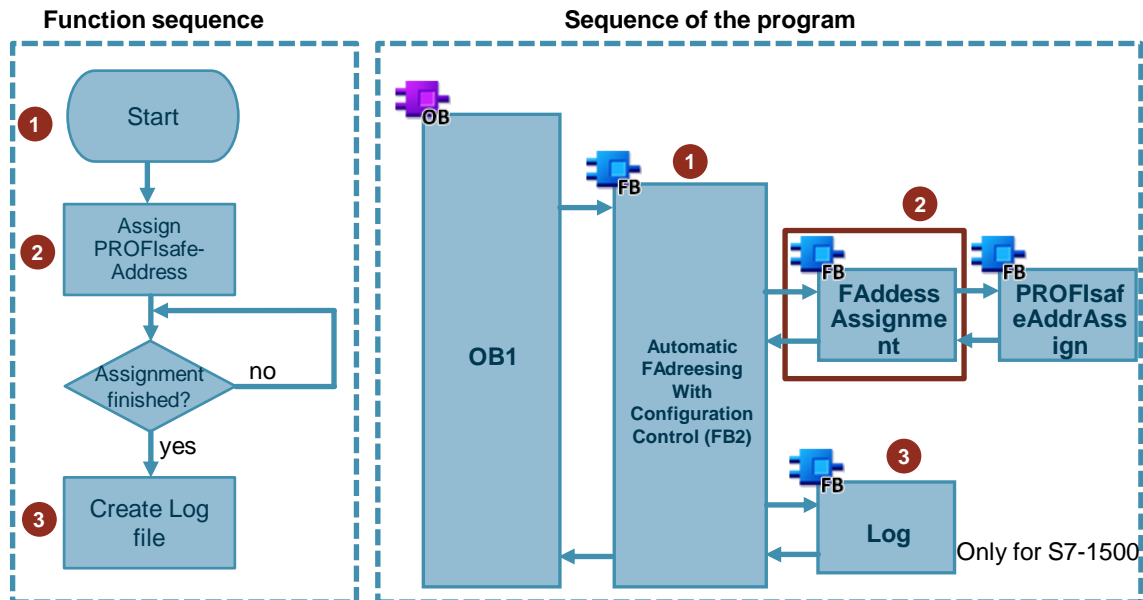 Function sequence
1
Start
2
Assign
PROFIsafe-
Address
Assignment
finished?
no
yes
3
Create Log
file
Sequence of the program
OB
OB1
FB
1
Automatic
FAdreesing
With
Configuration
Control (FB2)
2
FB
FAddess
Assignme
nt
FB
PROFIsaf
eAddrAss
ign
3
FB
Log
Only for S7-1500